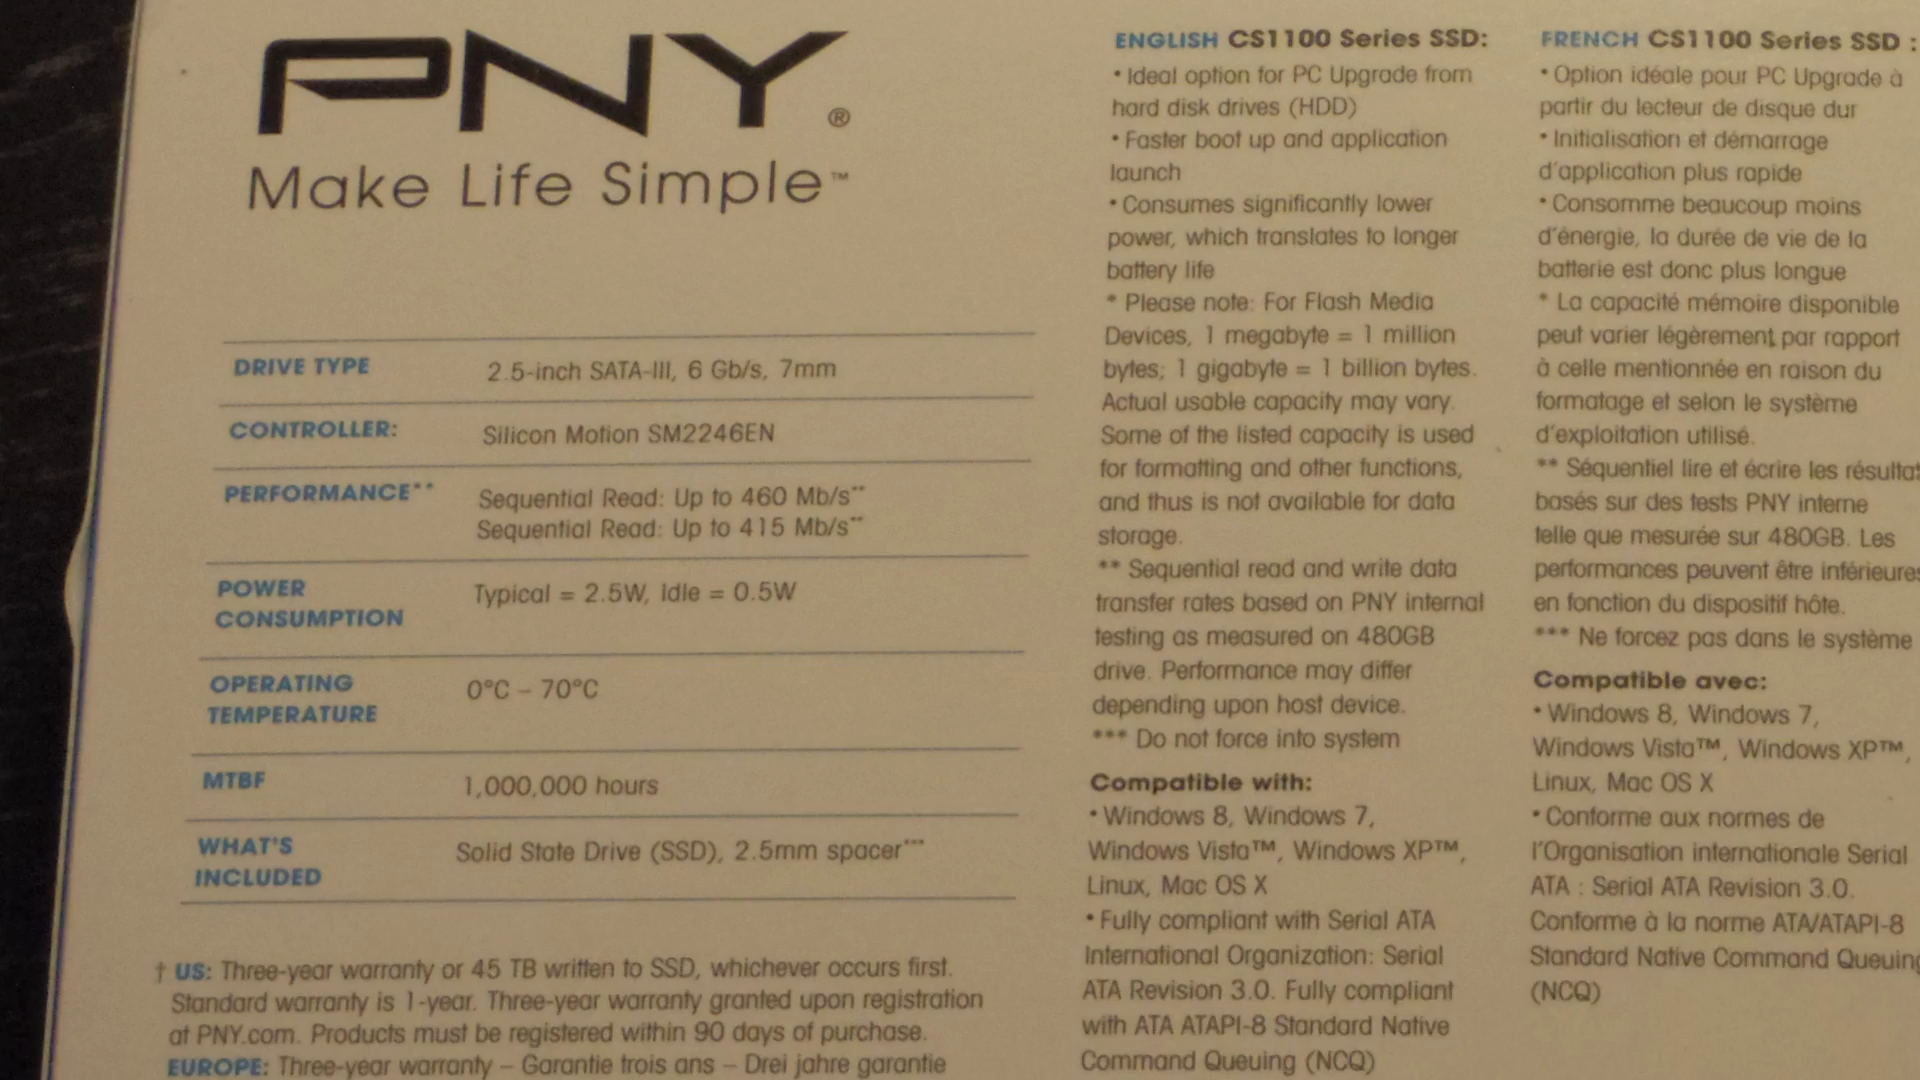 PNY®
Make Life Simple™
DRIVE TYPE 2.5-inch SATA-III, 6 Gb/s, 7mm
CONTROLLER: Silicon Motion SM2246EN
PERFORMANCE** Sequential Read: Up to 460 Mb/s**
Sequential Read: Up to 415 Mb/s**
POWER CONSUMPTION Typical = 2.5W, Idle = 0.5W
OPERATING TEMPERATURE 0°C – 70°C
MTBF 1,000,000 hours
WHAT'S INCLUDED Solid State Drive (SSD), 2.5mm spacer***
† US: Three-year warranty or 45 TB written to SSD, whichever occurs first.
Standard warranty is 1-year. Three-year warranty granted upon registration
at PNY.com. Products must be registered within 90 days of purchase.
EUROPE: Three-year warranty – Garantie trois ans – Drei jahre garantie
ENGLISH CS1100 Series SSD:
• Ideal option for PC Upgrade from
hard disk drives (HDD)
• Faster boot up and application
launch
• Consumes significantly lower
power, which translates to longer
battery life
* Please note: For Flash Media
Devices, 1 megabyte = 1 million
bytes; 1 gigabyte = 1 billion bytes.
Actual usable capacity may vary.
Some of the listed capacity is used
for formatting and other functions,
and thus is not available for data
storage.
** Sequential read and write data
transfer rates based on PNY internal
testing as measured on 480GB
drive. Performance may differ
depending upon host device.
*** Do not force into system
Compatible with:
• Windows 8, Windows 7,
Windows Vista™, Windows XP™,
Linux, Mac OS X
• Fully compliant with Serial ATA
International Organization: Serial
ATA Revision 3.0. Fully compliant
with ATA ATAPI-8 Standard Native
Command Queuing (NCQ)
FRENCH CS1100 Series SSD :
• Option idéale pour PC Upgrade à
partir du lecteur de disque dur
• Initialisation et démarrage
d'application plus rapide
• Consomme beaucoup moins
d'énergie, la durée de vie de la
batterie est donc plus longue
* La capacité mémoire disponible
peut varier légèrement par rapport
à celle mentionnée en raison du
formatage et selon le système
d'exploitation utilisé.
** Séquentiel lire et écrire les résultat
basés sur des tests PNY interne
telle que mesurée sur 480GB. Les
performances peuvent être inférieures
en fonction du dispositif hôte.
*** Ne forcez pas dans le système
Compatible avec:
• Windows 8, Windows 7,
Windows Vista™, Windows XP™,
Linux, Mac OS X
• Conforme aux normes de
l'Organisation internationale Serial
ATA : Serial ATA Revision 3.0.
Conforme à la norme ATA/ATAPI-8
Standard Native Command Queuing
(NCQ)